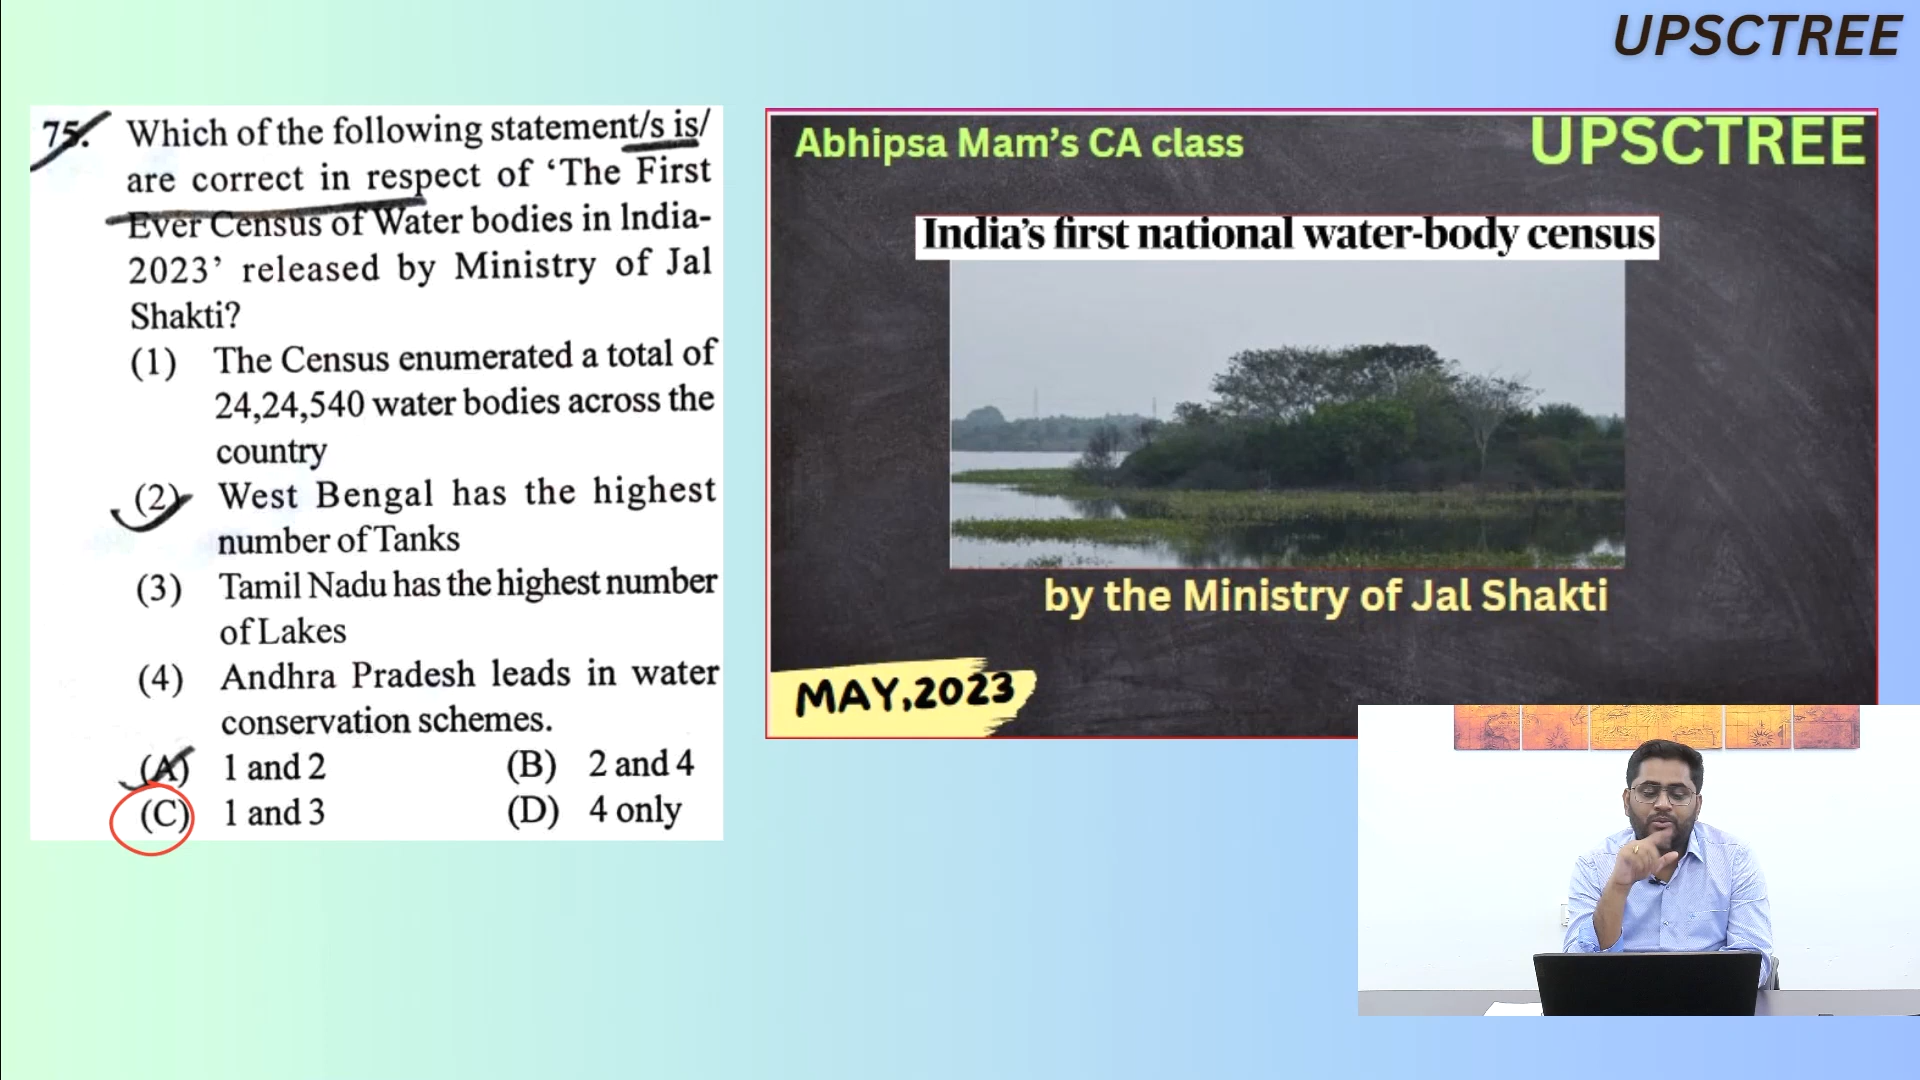 UPSCTREE
75. Which of the following statement/s is/
are correct in respect of ‘The First
Ever Census of Water bodies in India-
2023’ released by Ministry of Jal
Shakti?
(1) The Census enumerated a total of
24,24,540 water bodies across the
country
(2) West Bengal has the highest
number of Tanks
(3) Tamil Nadu has the highest number
of Lakes
(4) Andhra Pradesh leads in water
conservation schemes.
(A) 1 and 2 (B) 2 and 4
(C) 1 and 3 (D) 4 only
Abhipsa Mam’s CA class
UPSCTREE
India’s first national water-body census
by the Ministry of Jal Shakti
MAY,2023